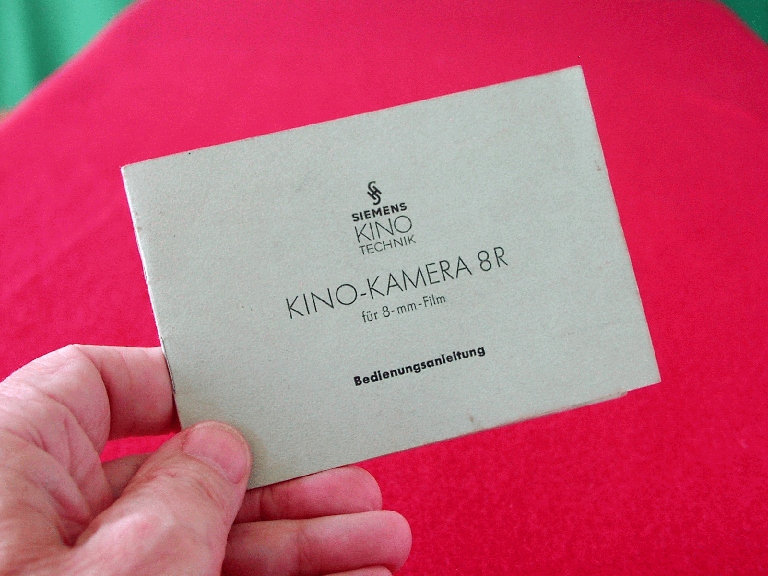 SIEMENS
KINO
TECHNIK
KINO-KAMERA 8R
für 8-mm-Film
Bedienungsanleitung